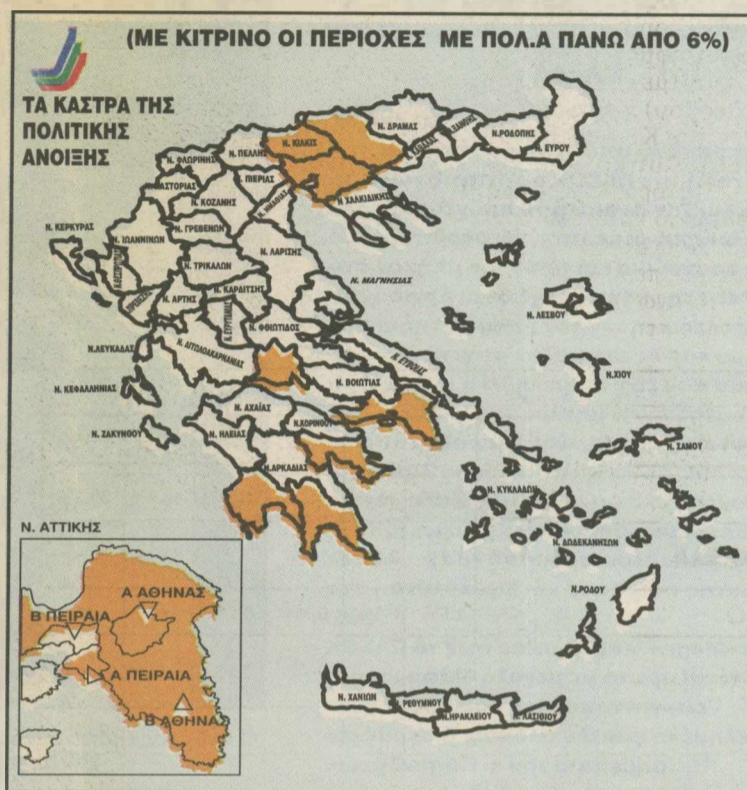 (ΜΕ ΚΙΤΡΙΝΟ ΟΙ ΠΕΡΙΟΧΕΣ ΜΕ ΠΟΛ.Α ΠΑΝΩ ΑΠΟ 6%)
ΤΑ ΚΑΣΤΡΑ ΤΗΣ
ΠΟΛΙΤΙΚΗΣ
ΑΝΟΙΞΗΣ
Ν. ΔΡΑΜΑΣ
Ν. ΞΑΝΘΗΣ
Ν.ΡΟΔΟΠΗΣ
Ν. ΕΥΡΟΥ
Ν. ΚΙΛΚΙΣ
Ν. ΠΕΛΛΗΣ
Ν. ΦΛΩΡΙΝΗΣ
Ν. ΠΙΕΡΙΑΣ
ΚΑΣΤΟΡΙΑΣ
Ν. ΚΟΖΑΝΗΣ
Ν. ΗΜΑΘΙΑΣ
Ν ΧΑΛΚΙΔΙΚΗΣ
Ν. ΚΕΡΚΥΡΑΣ
Ν. ΙΩΑΝΝΙΝΩΝ
Ν. ΓΡΕΒΕΝΩΝ
Ν. ΛΑΡΙΣΗΣ
Ν. ΤΡΙΚΑΛΩΝ
Ν. ΚΑΡΔΙΤΣΗΣ
Ν. ΜΑΓΝΗΣΙΑΣ
Ν. ΑΡΤΗΣ
Ν. ΛΕΣΒΟΥ
Ν.ΦΘΙΩΤΙΔΟΣ
Ν.ΛΕΥΚΑΔΑΣ
Ν. ΑΙΤΩΛΟΑΚΑΡΝΑΝΙΑΣ
Ν. ΕΥΒΟΙΑΣ
Ν.ΧΙΟΥ
Ν. ΒΟΙΩΤΙΑΣ
Ν. ΚΕΦΑΛΛΗΝΙΑΣ
Ν. ΑΧΑΪΑΣ
Ν.ΚΟΡΙΝΘΟΥ
Ν. ΖΑΚΥΝΘΟΥ
Ν. ΗΛΕΙΑΣ
Ν. ΣΑΜΟΥ
Ν.ΑΡΚΑΔΙΑΣ
Ν. ΚΥΚΛΑΔΩΝ
Ν. ΔΩΔΕΚΑΝΗΣΩΝ
Ν.ΡΟΔΟΥ
Ν. ΧΑΝΙΩΝ
ΡΕΘΥΜΝΟΥ
Ν.ΗΡΑΚΛΕΙΟΥ
Ν. ΛΑΣΙΘΙΟΥ
Ν. ΑΤΤΙΚΗΣ
Α ΑΘΗΝΑΣ
Β ΠΕΙΡΑΙΑ
Α ΠΕΙΡΑΙΑ
Β ΑΘΗΝΑΣ